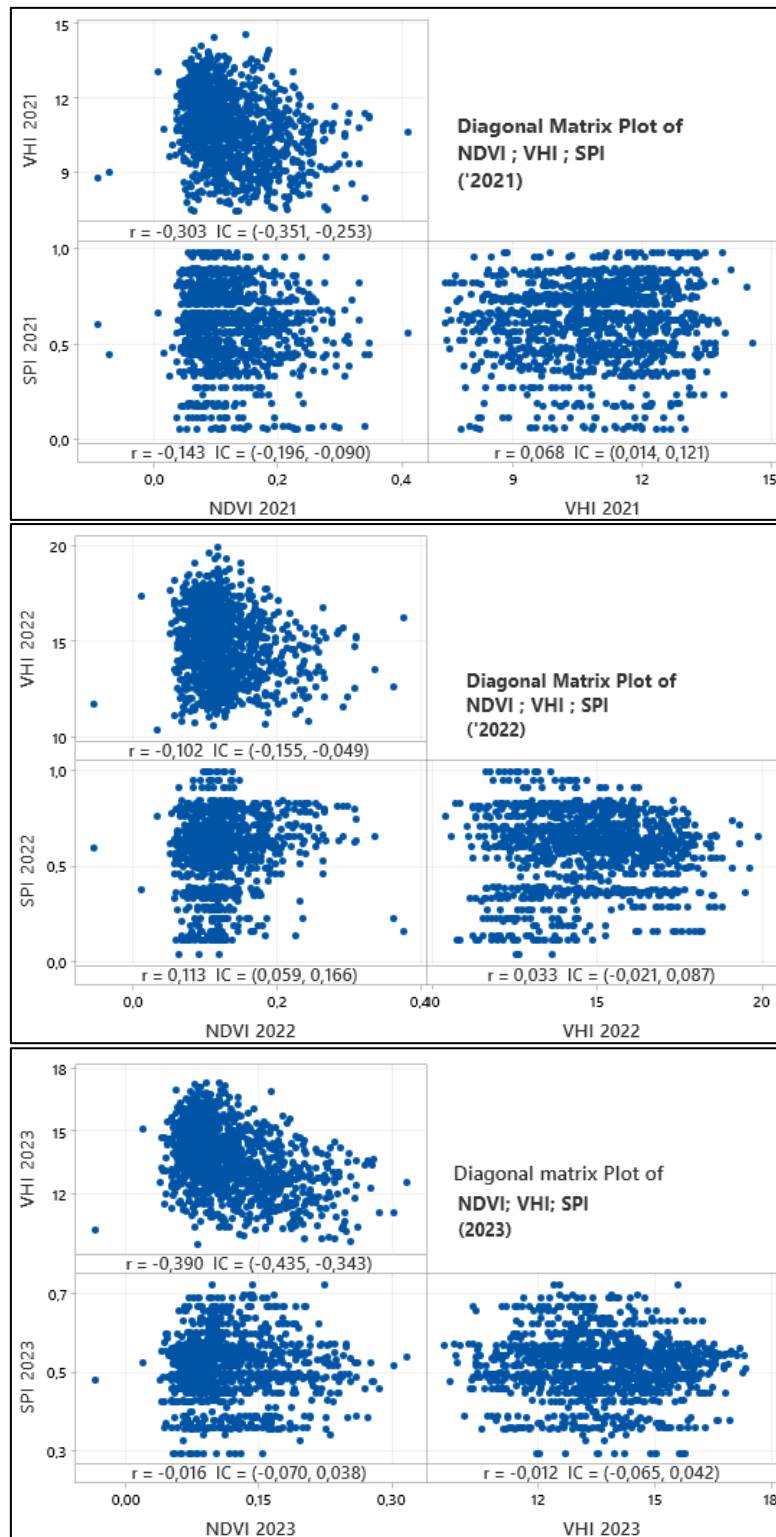 15
12
9
VHI 2021
Diagonal Matrix Plot of
NDVI ; VHI ; SPI
('2021)
r = -0,303 IC = (-0,351, -0,253)
1,0
0,5
0,0
SPI 2021
r = -0,143 IC = (-0,196, -0,090)
r = 0,068 IC = (0,014, 0,121)
0,0 0,2 0,4 9 12 15
NDVI 2021 VHI 2021
20
15
10
VHI 2022
Diagonal Matrix Plot of
NDVI ; VHI ; SPI
('2022)
r = -0,102 IC = (-0,155, -0,049)
1,0
0,5
0,0
SPI 2022
r = 0,113 IC = (0,059, 0,166)
r = 0,033 IC = (-0,021, 0,087)
0,0 0,2 0,410 15 20
NDVI 2022 VHI 2022
18
15
12
VHI 2023
Diagonal matrix Plot of
NDVI; VHI; SPI
(2023)
r = -0,390 IC = (-0,435, -0,343)
0,7
0,5
0,3
SPI 2023
r = -0,016 IC = (-0,070, 0,038)
r = -0,012 IC = (-0,065, 0,042)
0,00 0,15 0,30 12 15 18
NDVI 2023 VHI 2023